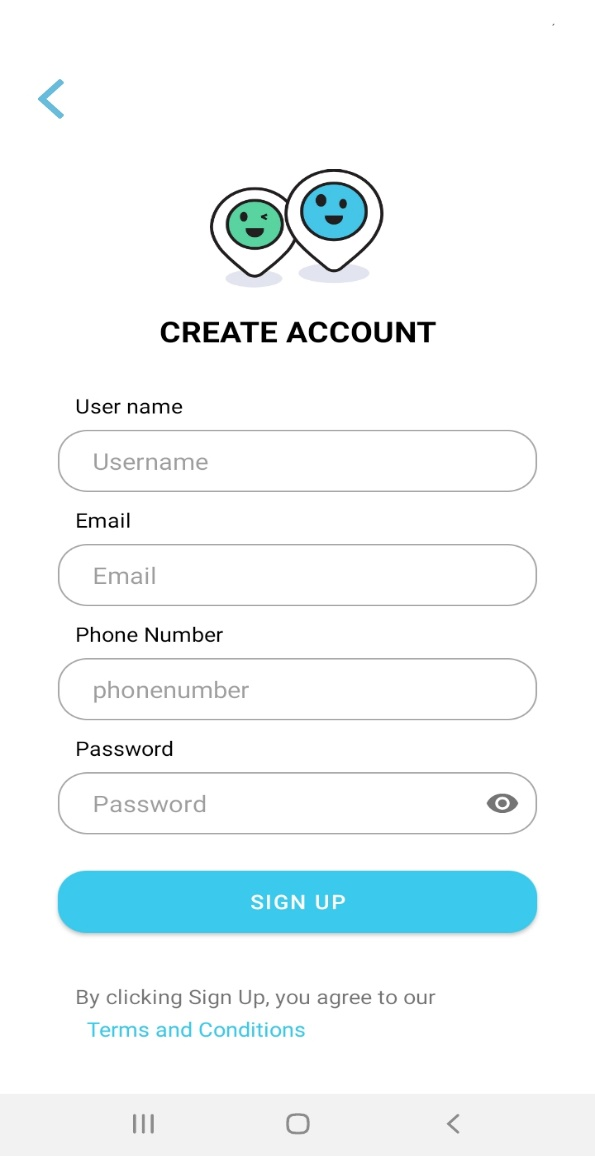 CREATE ACCOUNT
User name
Username
Email
Email
Phone Number
phonenumber
Password
Password
SIGN UP
By clicking Sign Up, you agree to our
Terms and Conditions